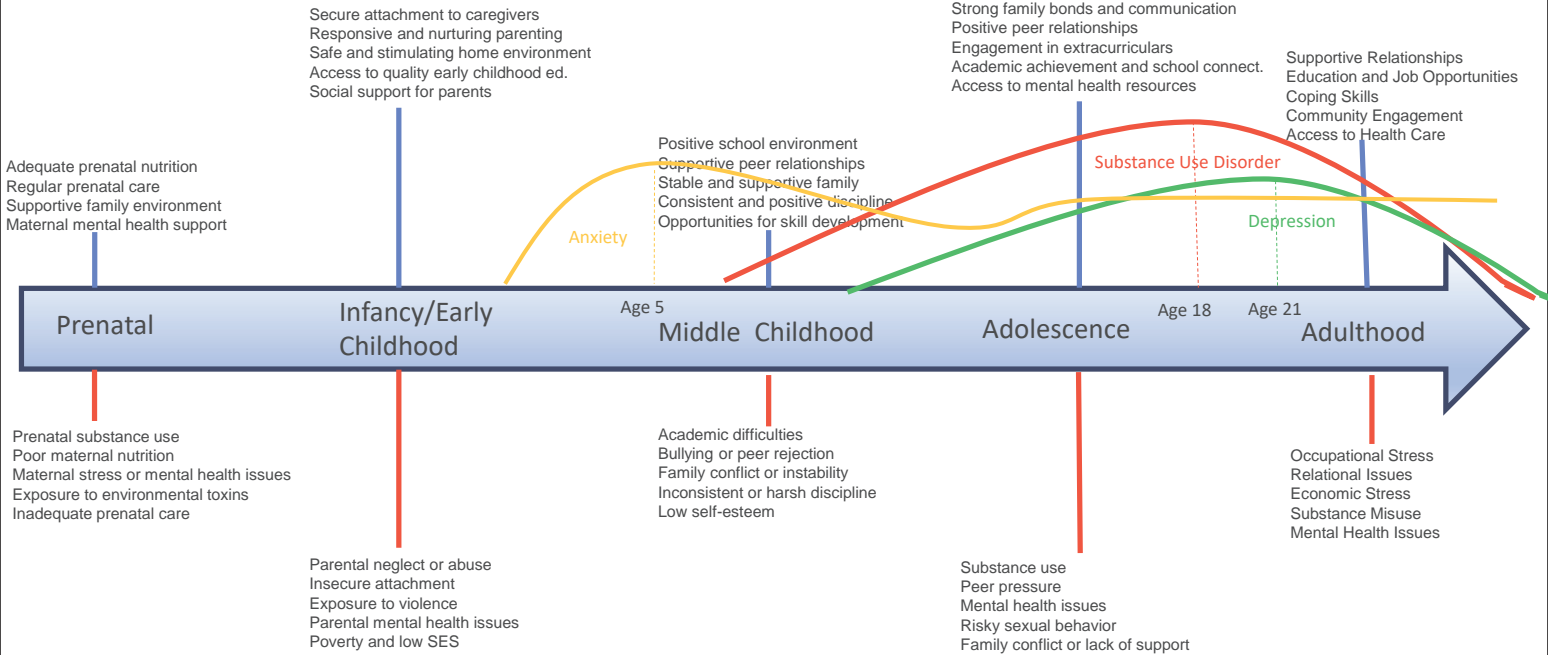 Secure attachment to caregivers
Responsive and nurturing parenting
Safe and stimulating home environment
Access to quality early childhood ed.
Social support for parents
Strong family bonds and communication
Positive peer relationships
Engagement in extracurriculars
Academic achievement and school connect.
Access to mental health resources
Supportive Relationships
Education and Job Opportunities
Coping Skills
Community Engagement
Access to Health Care
Adequate prenatal nutrition
Regular prenatal care
Supportive family environment
Maternal mental health support
Positive school environment
Supportive peer relationships
Stable and supportive family
Consistent and positive discipline
Opportunities for skill development
Anxiety
Substance Use Disorder
Depression
Prenatal
Infancy/Early
Childhood
Age 5
Middle Childhood
Adolescence
Age 18
Age 21
Adulthood
Prenatal substance use
Poor maternal nutrition
Maternal stress or mental health issues
Exposure to environmental toxins
Inadequate prenatal care
Parental neglect or abuse
Insecure attachment
Exposure to violence
Parental mental health issues
Poverty and low SES
Academic difficulties
Bullying or peer rejection
Family conflict or instability
Inconsistent or harsh discipline
Low self-esteem
Substance use
Peer pressure
Mental health issues
Risky sexual behavior
Family conflict or lack of support
Occupational Stress
Relational Issues
Economic Stress
Substance Misuse
Mental Health Issues